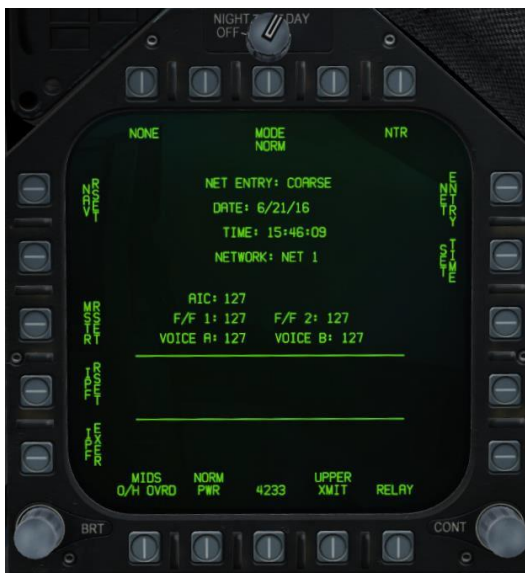 NIGHT DAY
OFF
NONE
MODE
NORM
NTR
NET ENTRY: COARSE
DATE: 6/21/16
TIME: 15:46:09
NETWORK: NET 1
AIC: 127
F/F 1: 127 F/F 2: 127
VOICE A: 127 VOICE B: 127
NAV
RSET
NET
ENTRY
SET
TIME
MSTR
RSET
IPF
RSET
IPF
EXER
MIDS
O/H OVRD
NORM
PWR
4233
UPPER
XMIT
RELAY
BRT
CONT